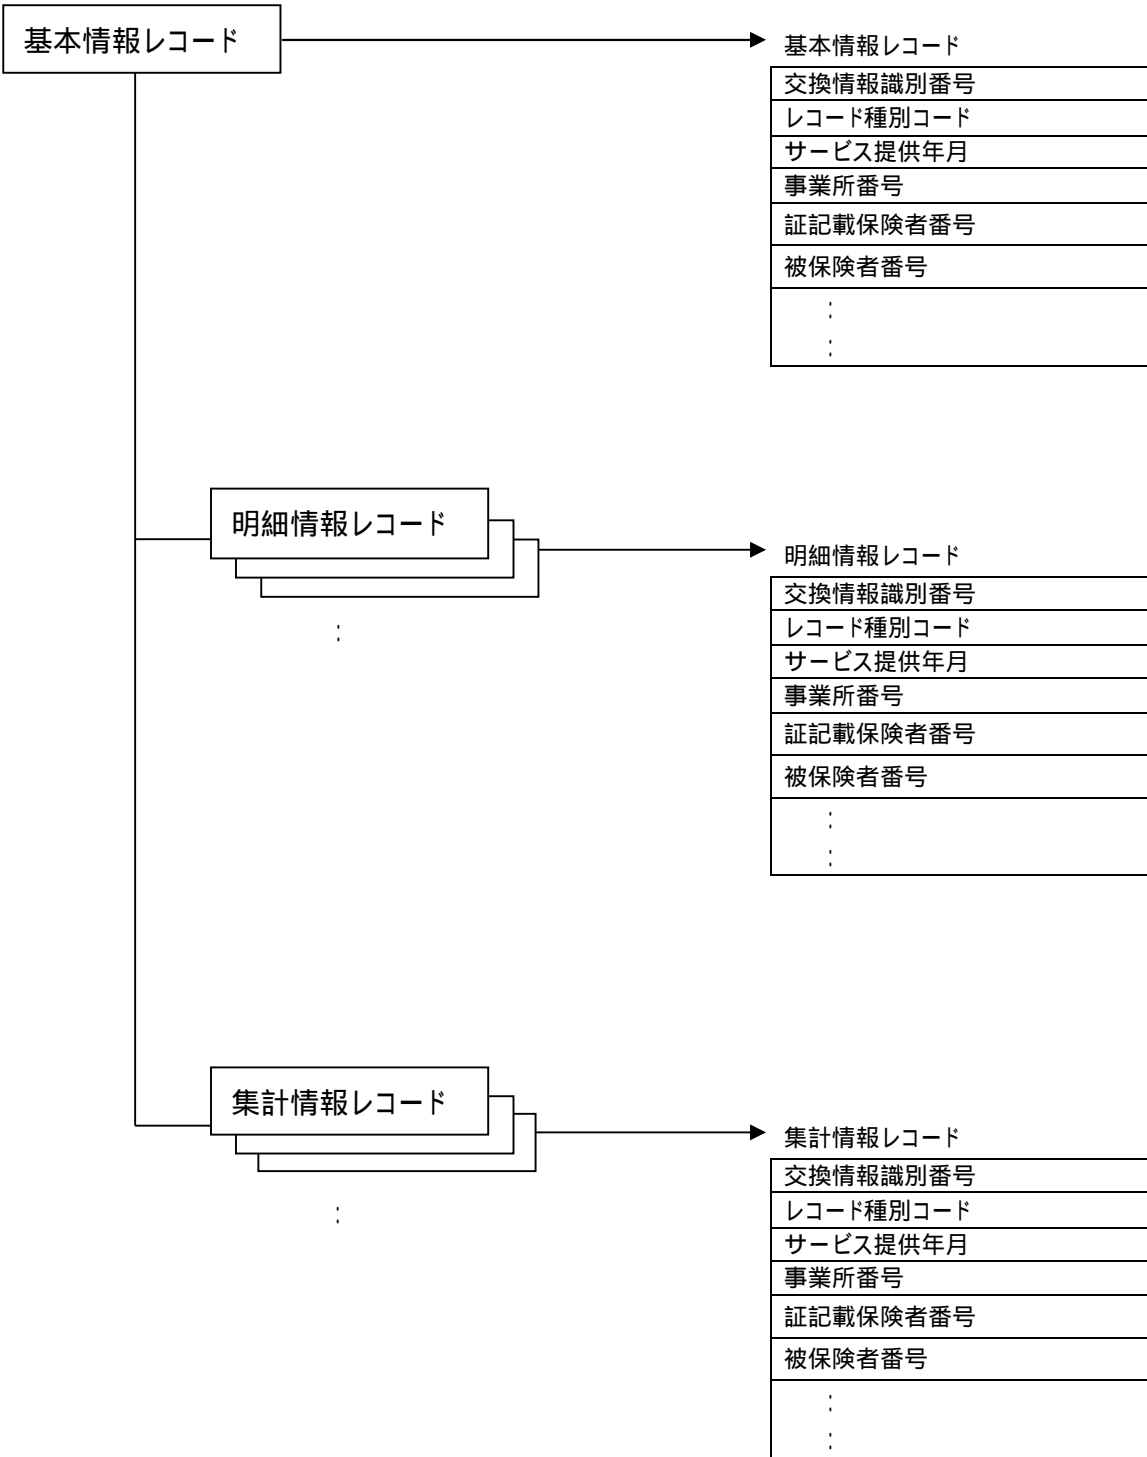 基本情報レコード
基本情報レコード
交換情報識別番号
レコード種別コード
サービス提供年月
事業所番号
証記載保険者番号
被保険者番号
:
:
明細情報レコード
:
明細情報レコード
交換情報識別番号
レコード種別コード
サービス提供年月
事業所番号
証記載保険者番号
被保険者番号
:
:
集計情報レコード
:
集計情報レコード
交換情報識別番号
レコード種別コード
サービス提供年月
事業所番号
証記載保険者番号
被保険者番号
:
: